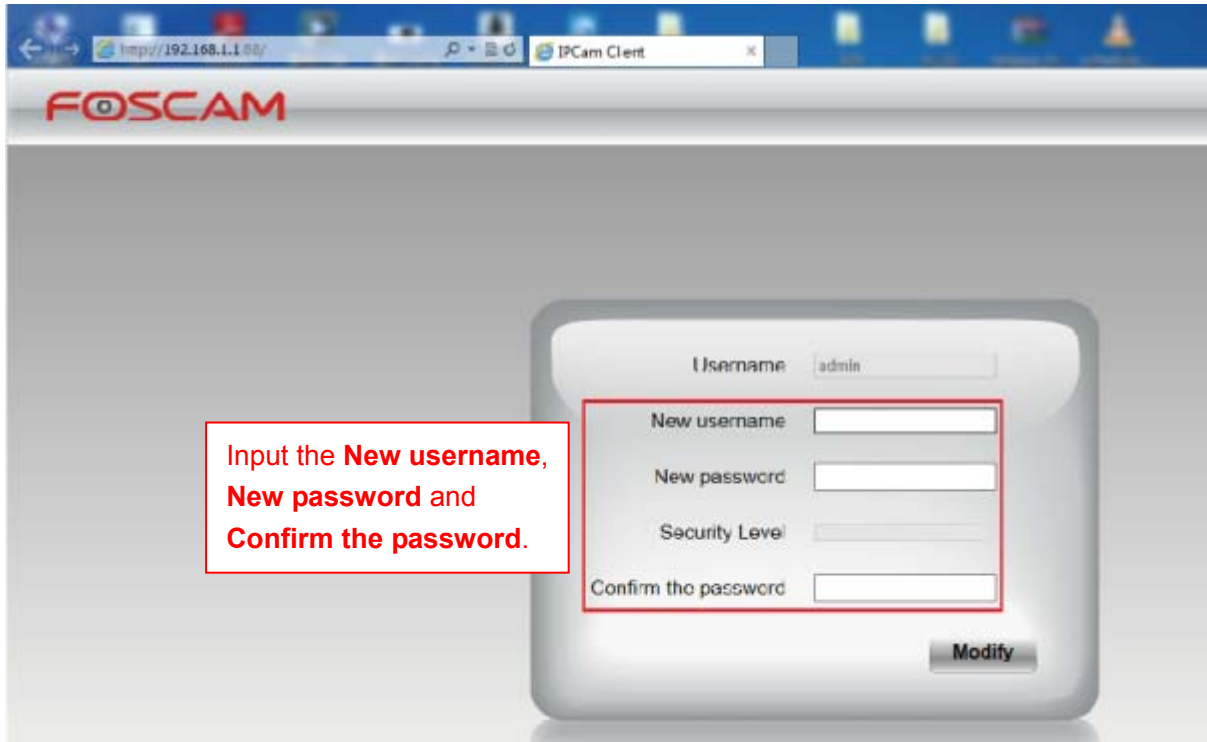 http://192.168.1.1:88/
IPCam Client
FOSCAM
Username admin
New username
New password
Security Level
Confirm the password
Input the New username,
New password and
Confirm the password.
Modify